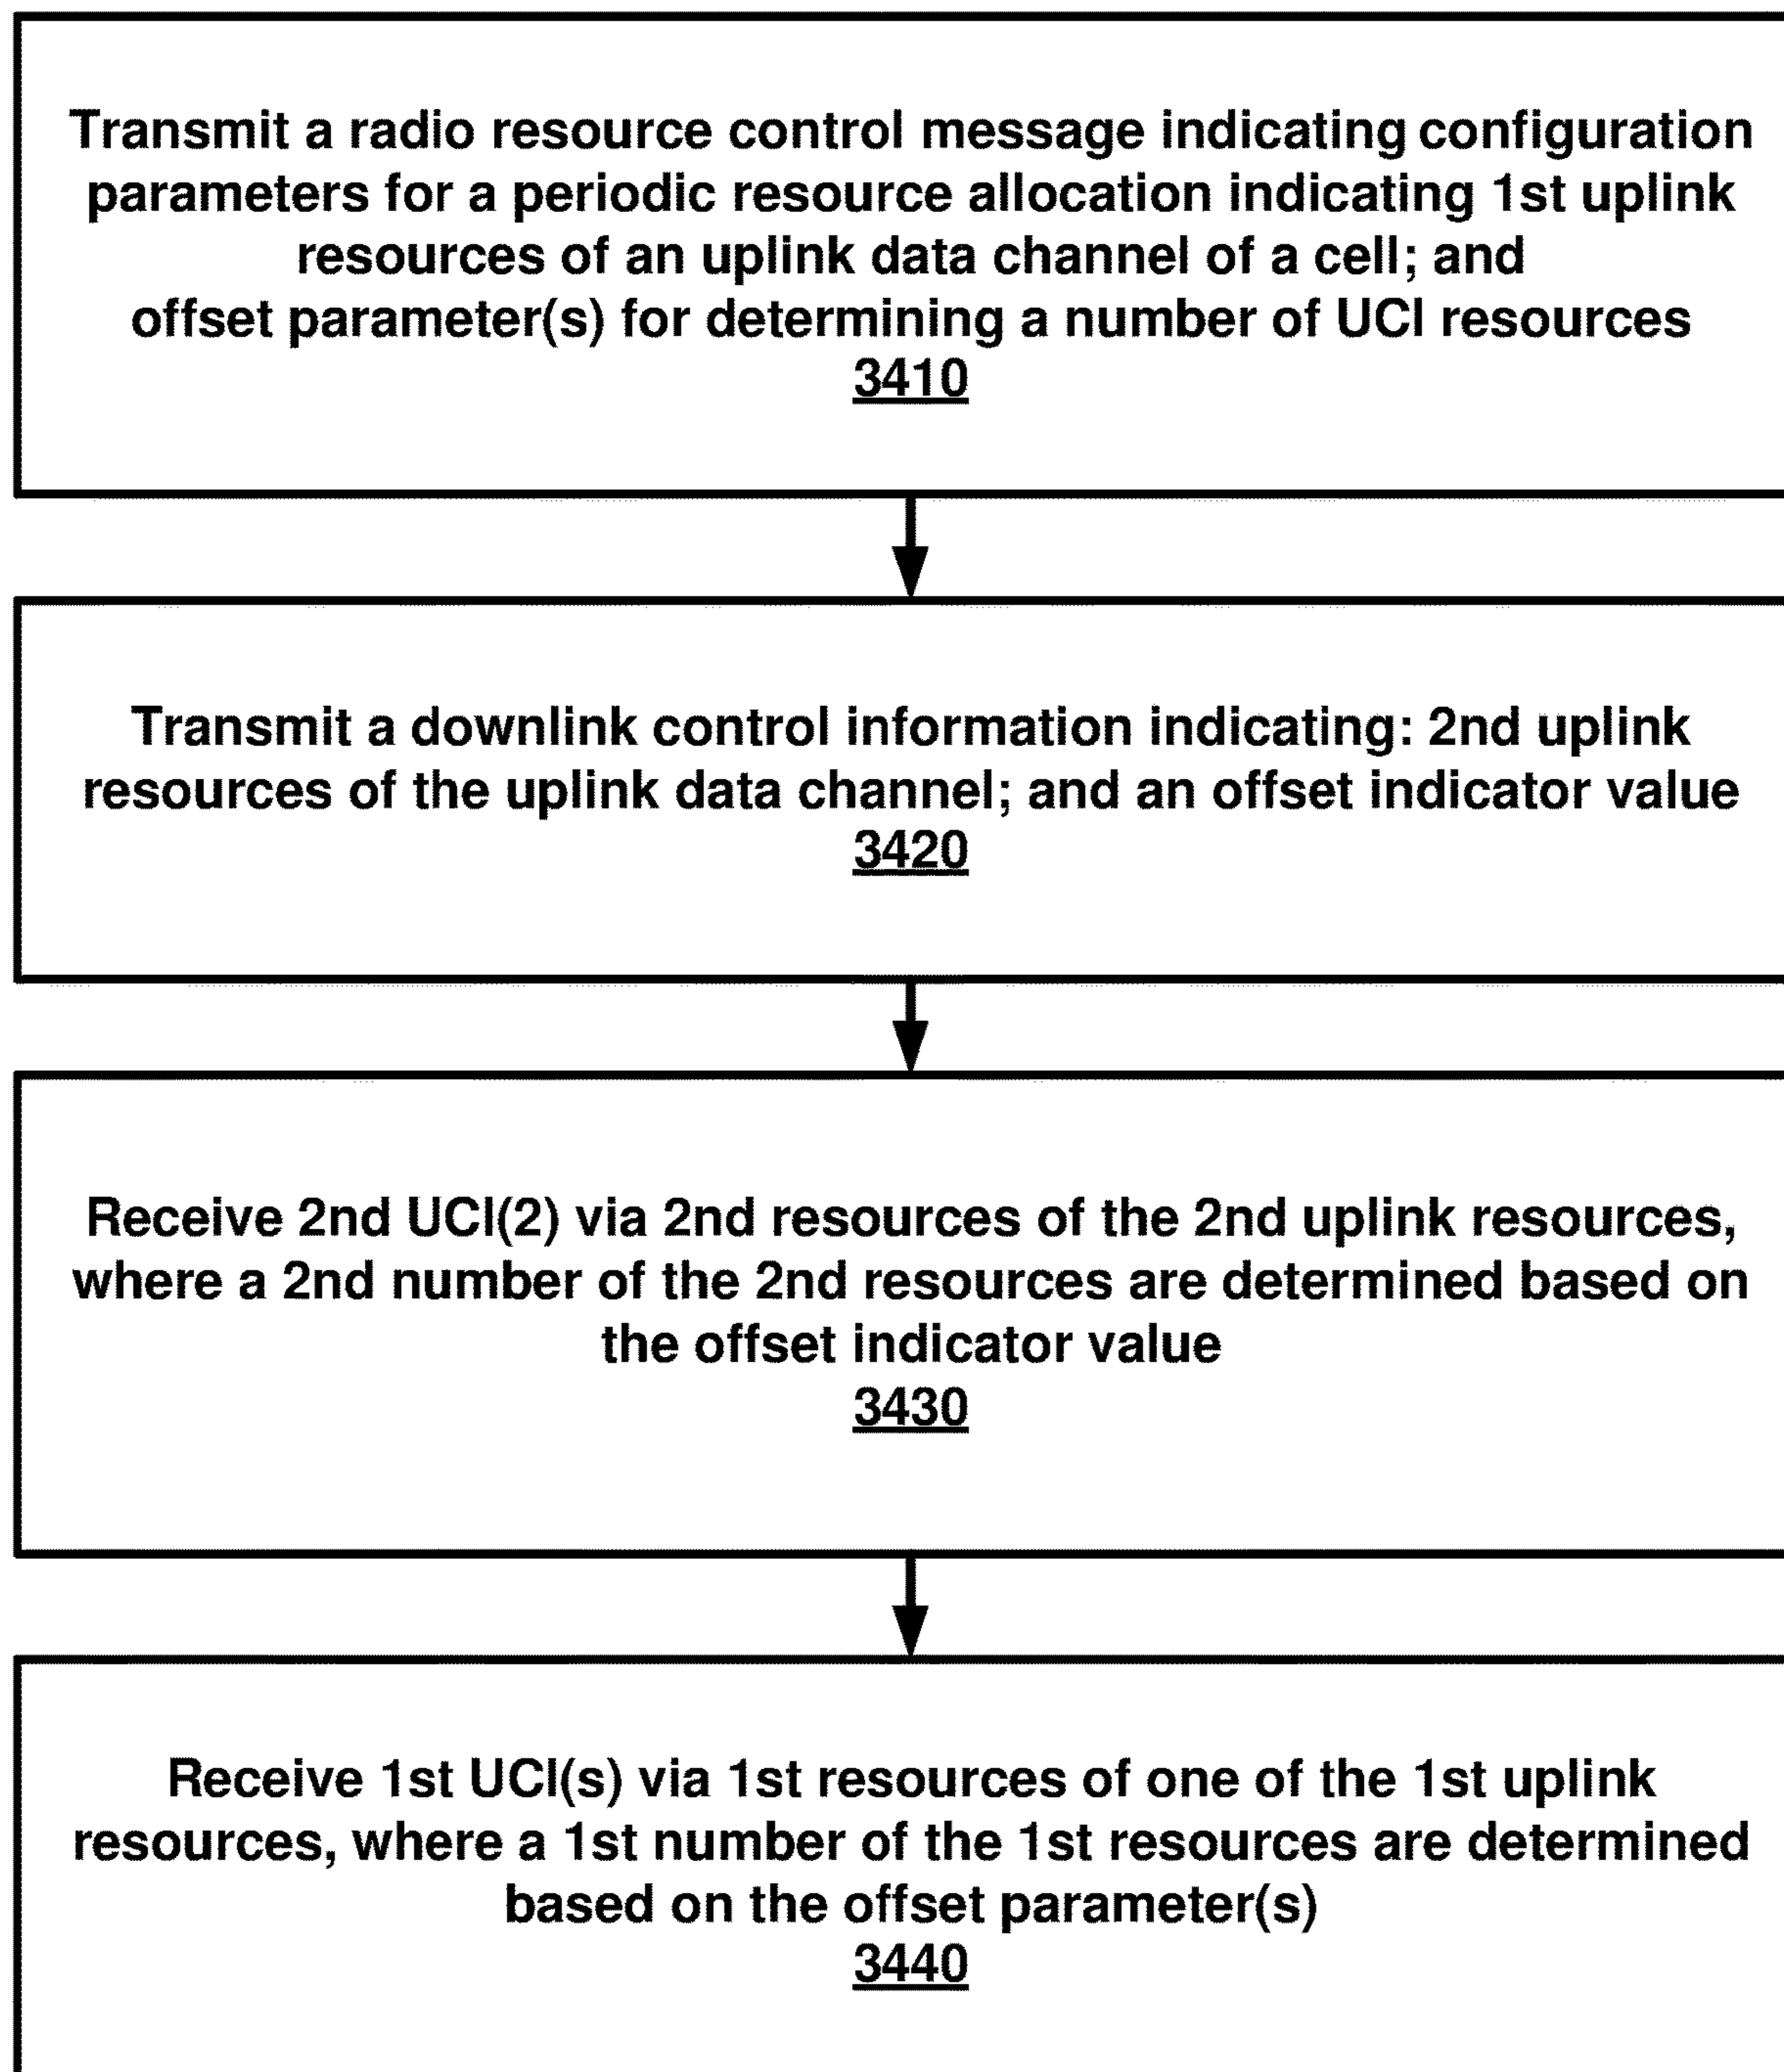 Transmit a radio resource control message indicating configuration
parameters for a periodic resource allocation indicating 1st uplink
resources of an uplink data channel of a cell; and
offset parameter(s) for determining a number of UCI resources
3410
Transmit a downlink control information indicating: 2nd uplink
resources of the uplink data channel; and an offset indicator value
3420
Receive 2nd UCI(2) via 2nd resources of the 2nd uplink resources,
where a 2nd number of the 2nd resources are determined based on
the offset indicator value
3430
Receive 1st UCI(s) via 1st resources of one of the 1st uplink
resources, where a 1st number of the 1st resources are determined
based on the offset parameter(s)
3440